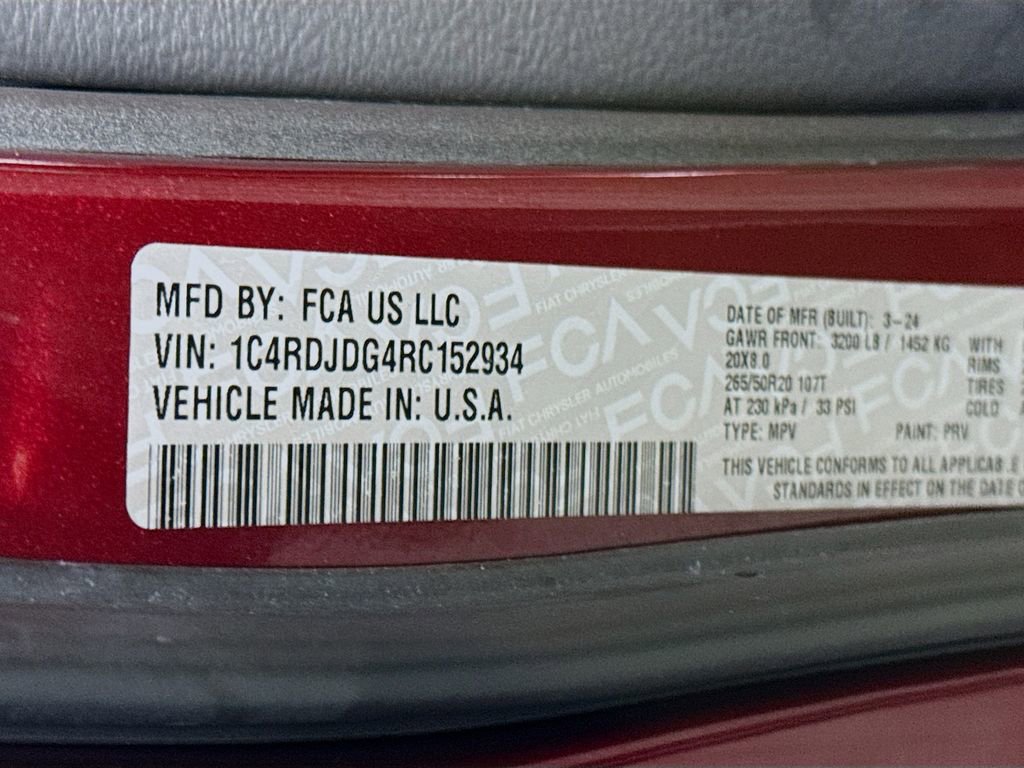 MFD BY: FCA US LLC
VIN: 1C4RDJDG4RC152934
VEHICLE MADE IN: U.S.A.
DATE OF MFR (BUILT): 3-24
GAWR FRONT: 3200 LB / 1452 KG WITH
20X8.0 RIMS
265/50R20 107T TIRES
AT 230 kPa / 33 PSI COLD
TYPE: MPV PAINT: PRV
THIS VEHICLE CONFORMS TO ALL
STANDARDS IN EFFECT ON THE DATE